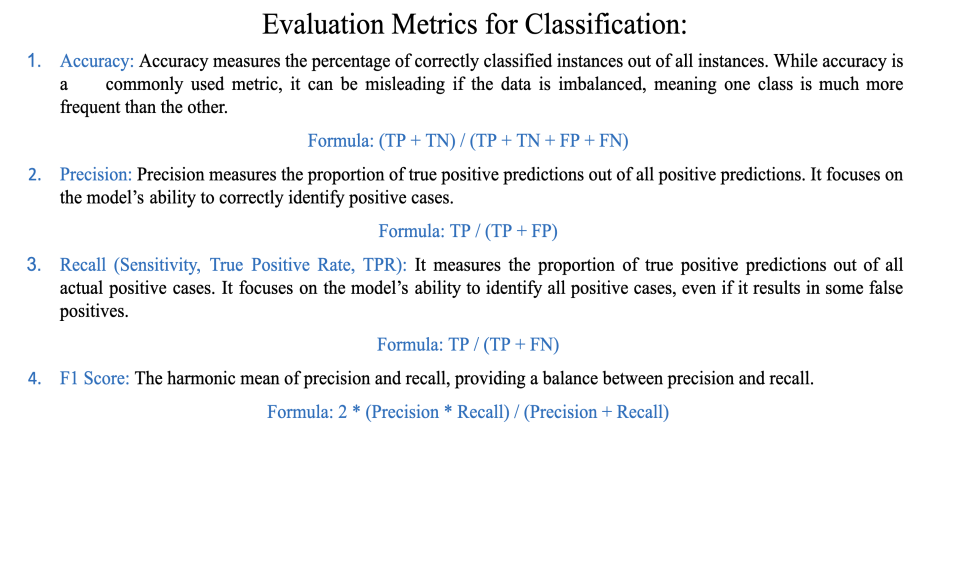 Evaluation Metrics for Classification:
1. Accuracy: Accuracy measures the percentage of correctly classified instances out of all instances. While accuracy is
a commonly used metric, it can be misleading if the data is imbalanced, meaning one class is much more
frequent than the other.
Formula: (TP + TN) / (TP + TN + FP + FN)
2. Precision: Precision measures the proportion of true positive predictions out of all positive predictions. It focuses on
the model’s ability to correctly identify positive cases.
Formula: TP / (TP + FP)
3. Recall (Sensitivity, True Positive Rate, TPR): It measures the proportion of true positive predictions out of all
actual positive cases. It focuses on the model’s ability to identify all positive cases, even if it results in some false
positives.
Formula: TP / (TP + FN)
4. F1 Score: The harmonic mean of precision and recall, providing a balance between precision and recall.
Formula: 2 * (Precision * Recall) / (Precision + Recall)